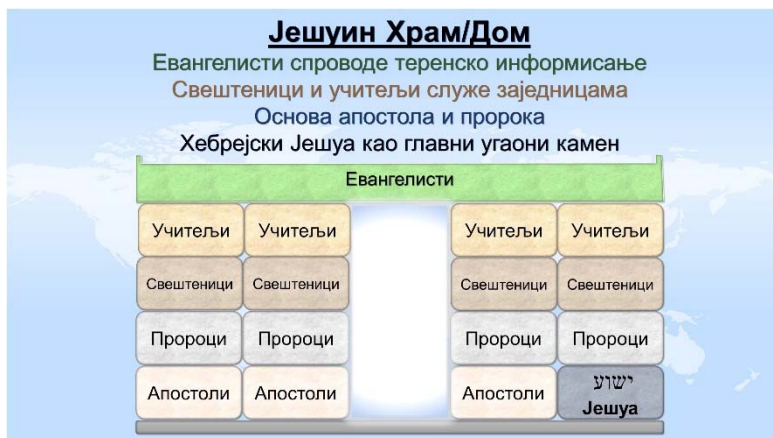 Јешуин Храм/Дом
Евангелисти спроводе теренско информисање
Свештеници и учитељи служе заједницама
Основа апостола и пророка
Хебрејски Јешуа као главни угаони камен
Евангелисти
Учитељи Учитељи Учитељи Учитељи
Свештеници Свештеници Свештеници Свештеници
Пророци Пророци Пророци Пророци
Апостоли Апостоли Апостоли ישוע
Јешуа